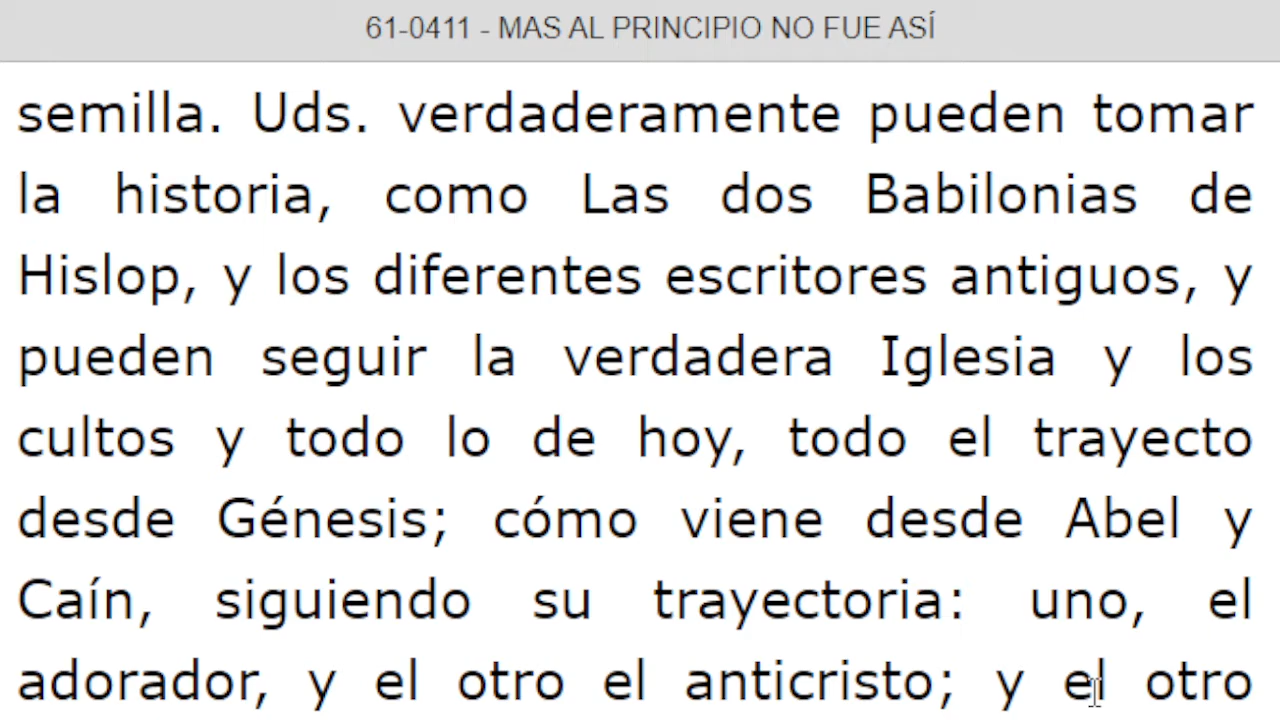 61-0411 - MAS AL PRINCIPIO NO FUE ASÍ
semilla. Uds. verdaderamente pueden tomar
la historia, como Las dos Babilonias de
Hislop, y los diferentes escritores antiguos, y
pueden seguir la verdadera Iglesia y los
cultos y todo lo de hoy, todo el trayecto
desde Génesis; cómo viene desde Abel y
Caín, siguiendo su trayectoria: uno, el
adorador, y el otro el anticristo; y el otro